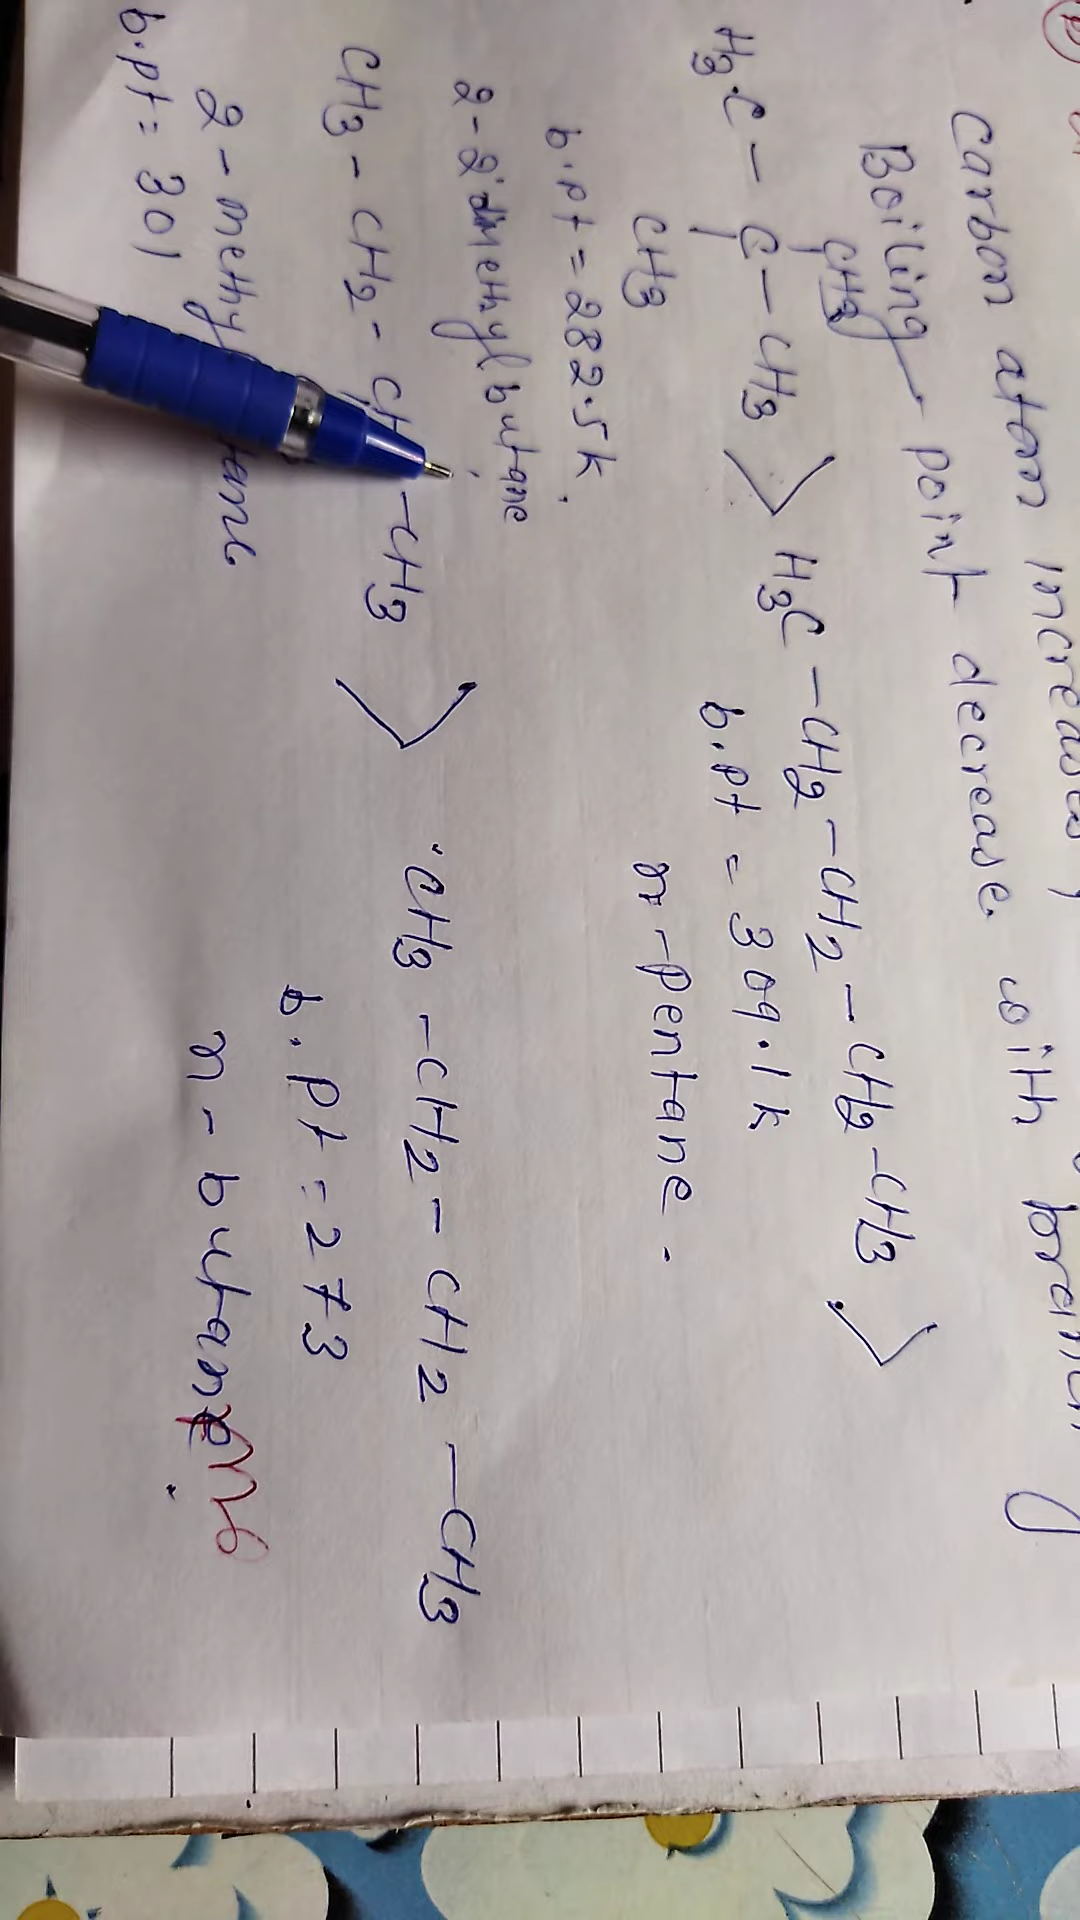 Carbon atom increases, with branch
Boiling point decrease.
CH3
H3C - C - CH3 > H3C - CH2 - CH2 - CH2 - CH3 >
CH3
b.pt = 309.1 K
b.pt = 282.5 K.
n-pentane.
2-2 dimethyl butane
CH3 - CH2 - CH - CH3 > CH3 - CH2 - CH2 - CH3
b.pt = 273
2-methyl
n-butane
b.pt = 301